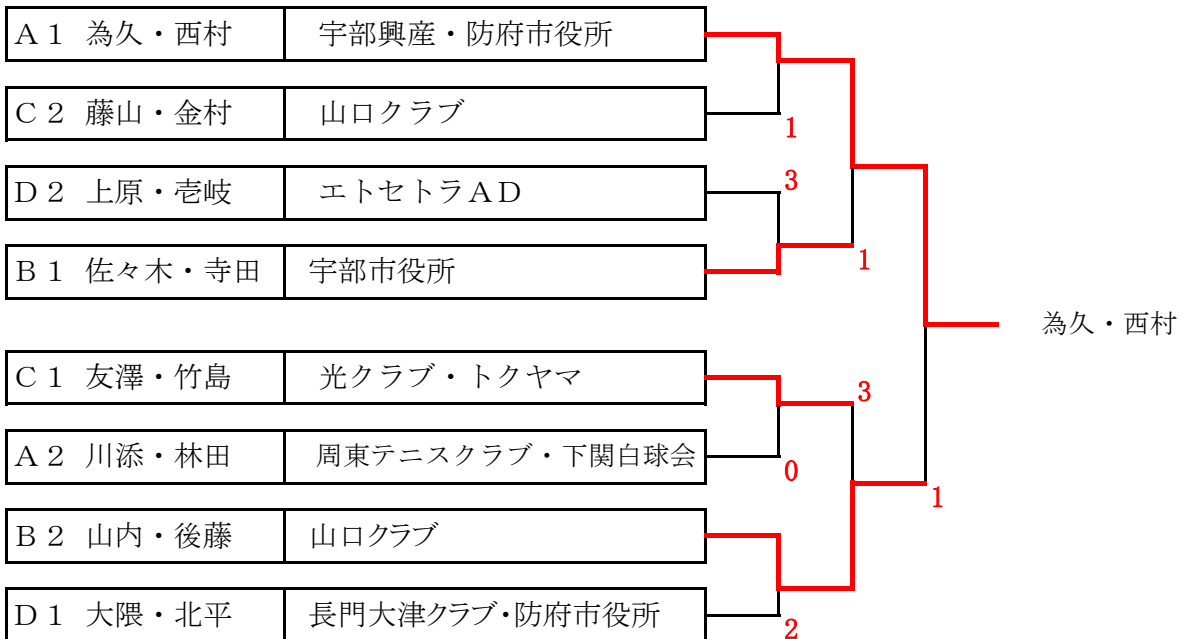 A１ 為久・西村 宇部興産・防府市役所
C２ 藤山・金村 山口クラブ
1
D２ 上原・壱岐 エトセトラAD
3
B１ 佐々木・寺田 宇部市役所
1
為久・西村
C１ 友澤・竹島 光クラブ・トクヤマ
3
A２ 川添・林田 周東テニスクラブ・下関白球会
0
1
B２ 山内・後藤 山口クラブ
D１ 大隈・北平 長門大津クラブ・防府市役所
2